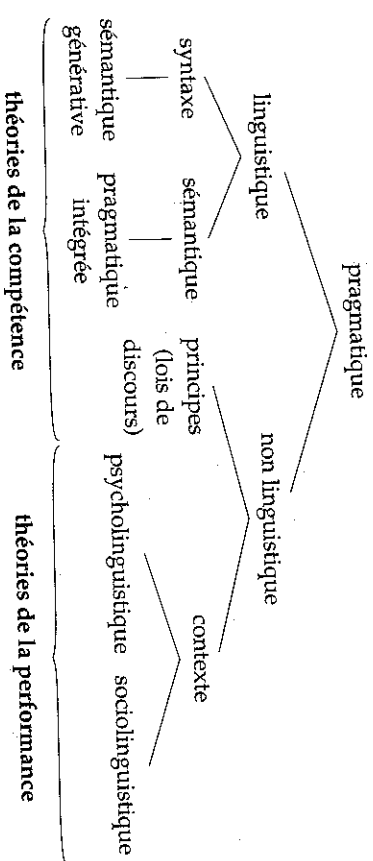 pragmatique
linguistique
non linguistique
syntaxe
sémantique
principes
(lois de
discours)
contexte
sémantique
générative
pragmatique
intégrée
psycholinguistique
sociolinguistique
théories de la compétence
théories de la performance